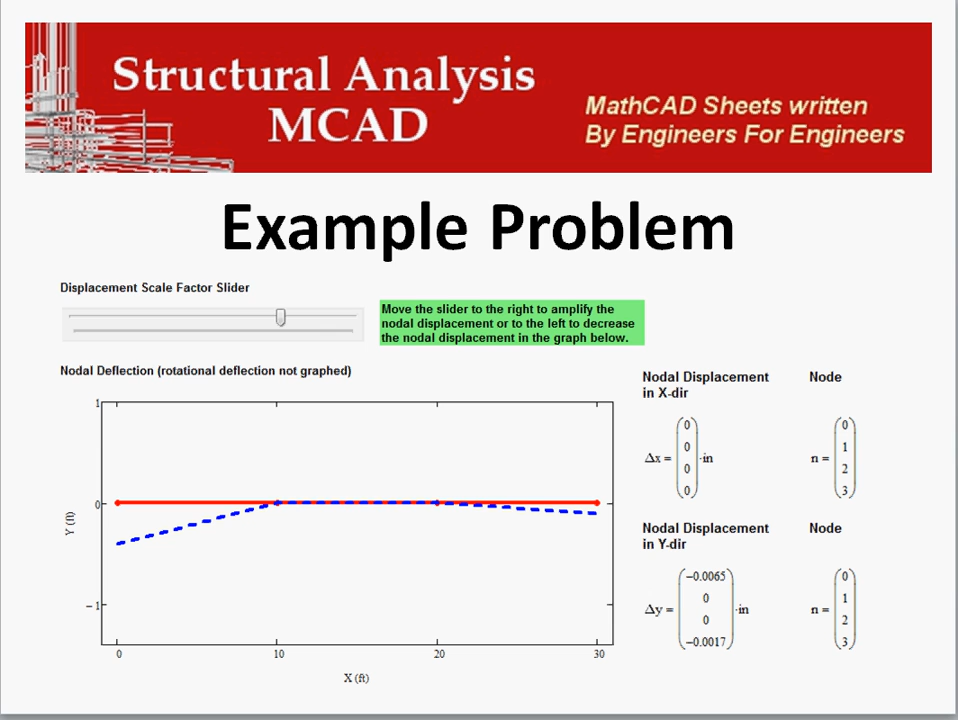 Structural Analysis
MCAD
MathCAD Sheets written
By Engineers For Engineers
Example Problem
Displacement Scale Factor Slider
Move the slider to the right to amplify the
nodal displacement or to the left to decrease
the nodal displacement in the graph below.
Nodal Deflection (rotational deflection not graphed)
1
0
−1
Y (ft)
0 10 20 30
X (ft)
Nodal Displacement
in X-dir
Node
0
0
Δx = ·in
0
0
0
1
n =
2
3
Nodal Displacement
in Y-dir
Node
−0.0065
0
Δy = ·in
0
−0.0017
0
1
n =
2
3